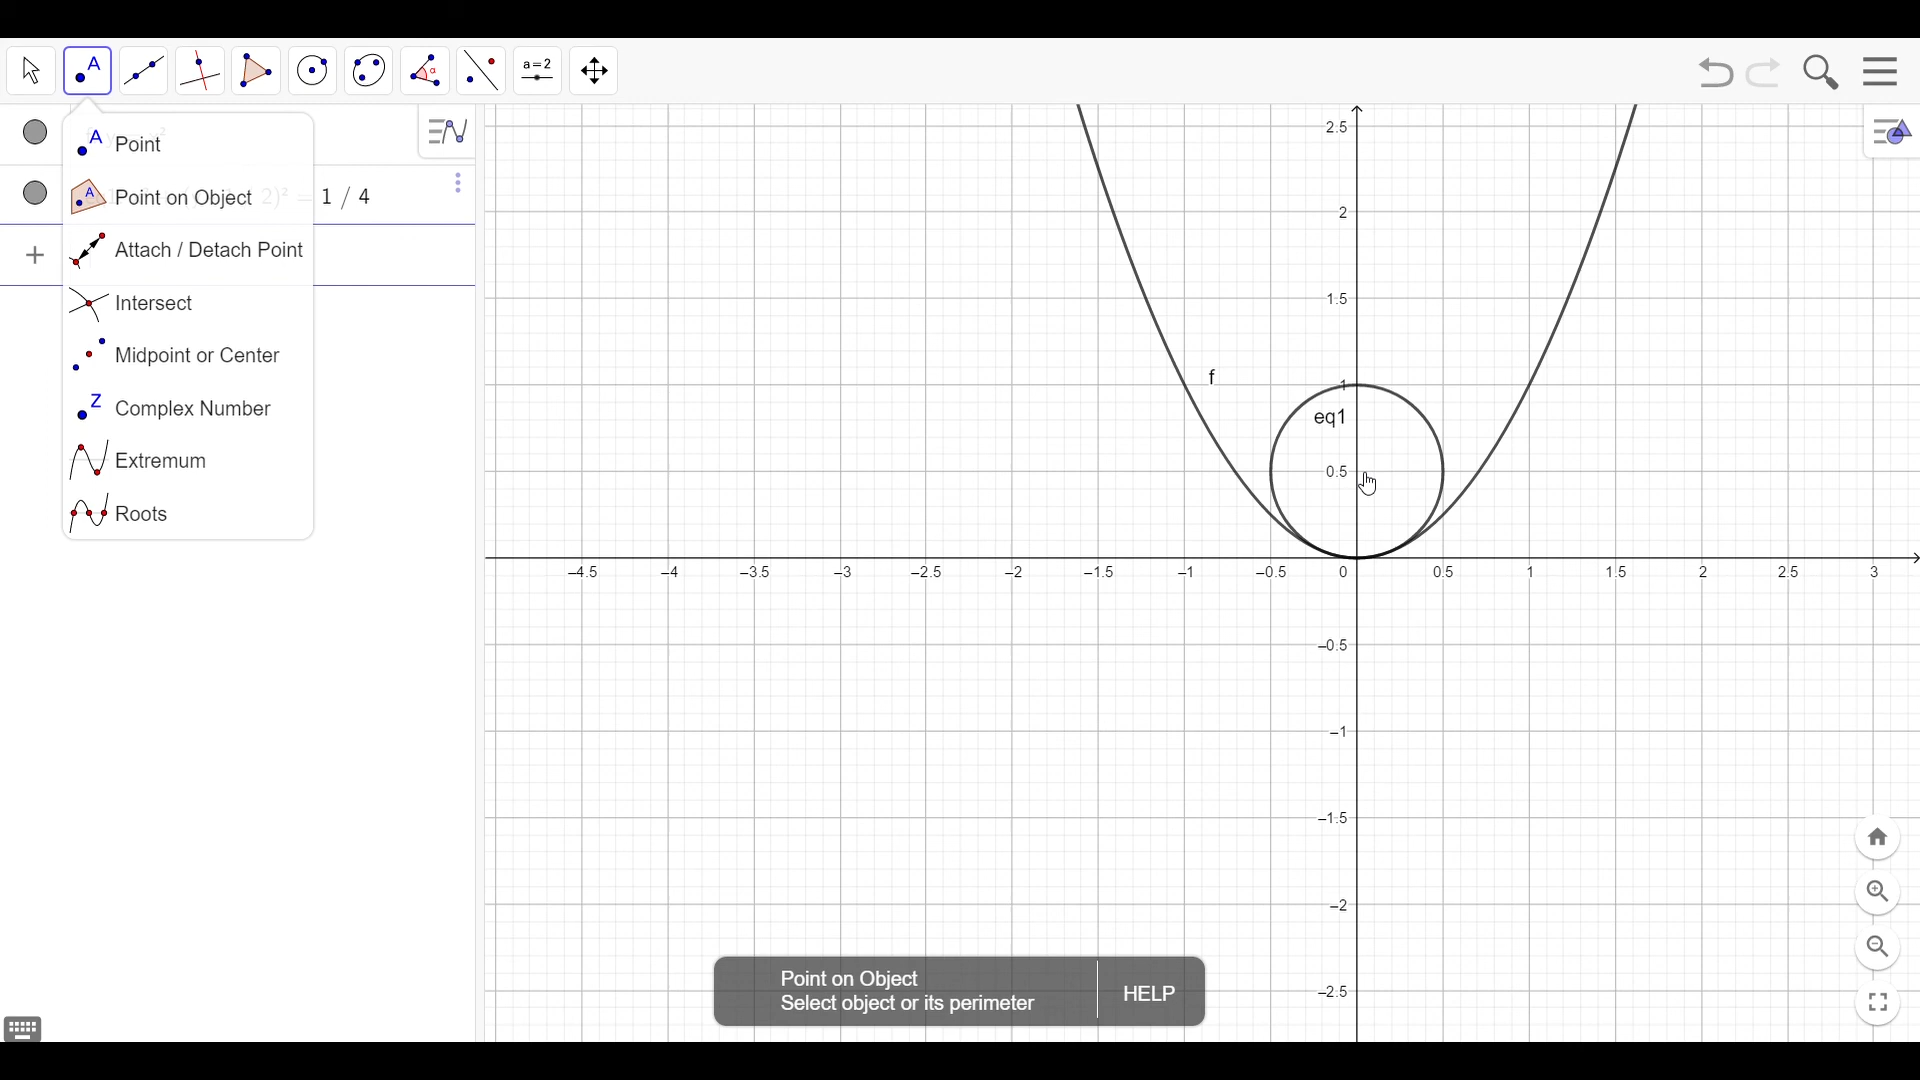 A
α
a=2
A Point
A Point on Object 2)² = 1 / 4
Attach / Detach Point
+
Intersect
Midpoint or Center
Z Complex Number
Extremum
Roots
2.5
2
1.5
f
1
eq1
0.5
−4.5 −4 −3.5 −3 −2.5 −2 −1.5 −1 −0.5 0 0.5 1 1.5 2 2.5 3
−0.5
−1
−1.5
−2
−2.5
Point on Object
Select object or its perimeter
HELP